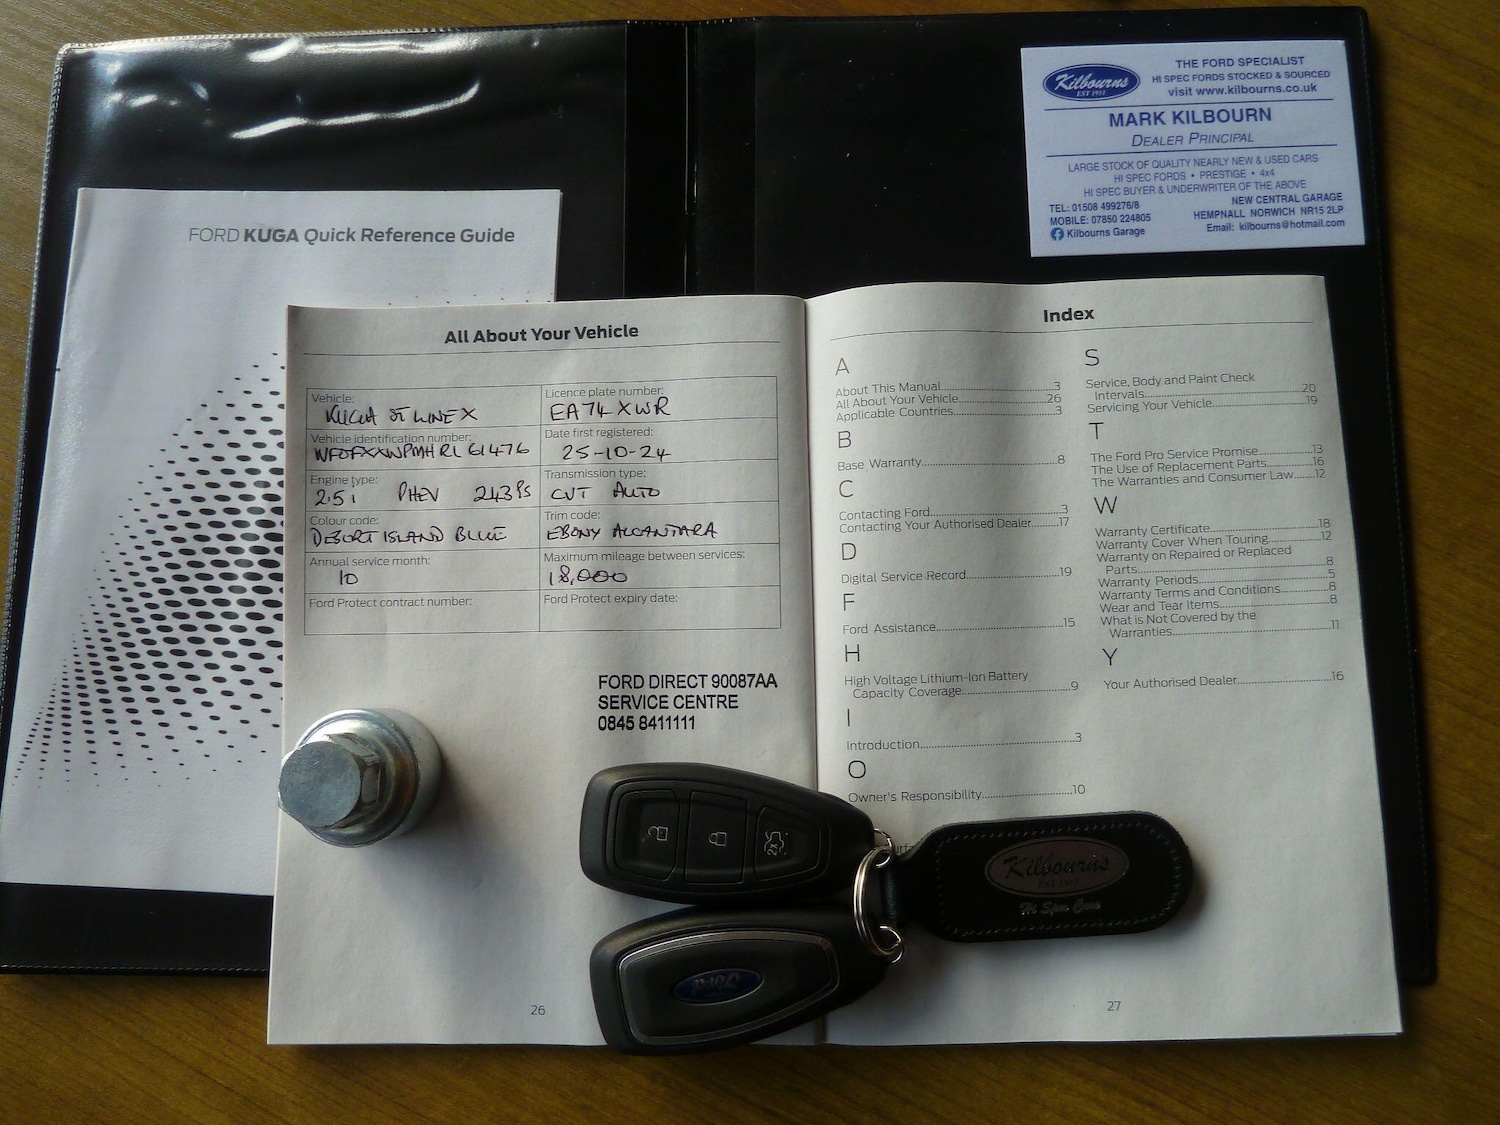 FORD KUGA Quick Reference Guide
Kilbourns
EST 1951
THE FORD SPECIALIST
HI SPEC FORDS STOCKED & SOURCED
visit www.kilbourns.co.uk
MARK KILBOURN
DEALER PRINCIPAL
LARGE STOCK OF QUALITY NEARLY NEW & USED CARS
HI SPEC FORDS • PRESTIGE • 4x4
HI SPEC BUYER & UNDERWRITER OF THE ABOVE
TEL: 01508 499276/8
MOBILE: 07850 224805
Kilbourns Garage
NEW CENTRAL GARAGE
HEMPNALL NORWICH NR15 2LP
Email: kilbourns@hotmail.com
All About Your Vehicle
Vehicle:
KUGA ST LINE X
Licence plate number:
EA74 XWR
Vehicle identification number:
WF0FXXWPMHRL61476
Date first registered:
25-10-24
Engine type:
2.5i PHEV 243PS
Transmission type:
CVT AUTO
Colour code:
DESERT ISLAND BLUE
Trim code:
EBONY ALCANTARA
Annual service month:
10
Maximum mileage between services:
18,000
Ford Protect contract number:
Ford Protect expiry date:
FORD DIRECT 90087AA
SERVICE CENTRE
0845 8411111
26
Index
A
About This Manual...3
All About Your Vehicle...26
Applicable Countries...3
B
Base Warranty...8
C
Contacting Ford...3
Contacting Your Authorised Dealer...17
D
Digital Service Record...19
F
Ford Assistance...15
H
High Voltage Lithium-Ion Battery
Capacity Coverage...9
I
Introduction...3
O
Owner's Responsibility...10
S
Service, Body and Paint Check
Intervals...20
Servicing Your Vehicle...19
T
The Ford Pro Service Promise...13
The Use of Replacement Parts...16
The Warranties and Consumer Law...12
W
Warranty Certificate...18
Warranty Cover When Touring...12
Warranty on Repaired or Replaced
Parts...8
Warranty Periods...5
Warranty Terms and Conditions...8
Wear and Tear Items...8
What is Not Covered by the
Warranties...11
Y
Your Authorised Dealer...16
27
2x
Ford
Kilbourns
EST 1951
Hi Spec Cars